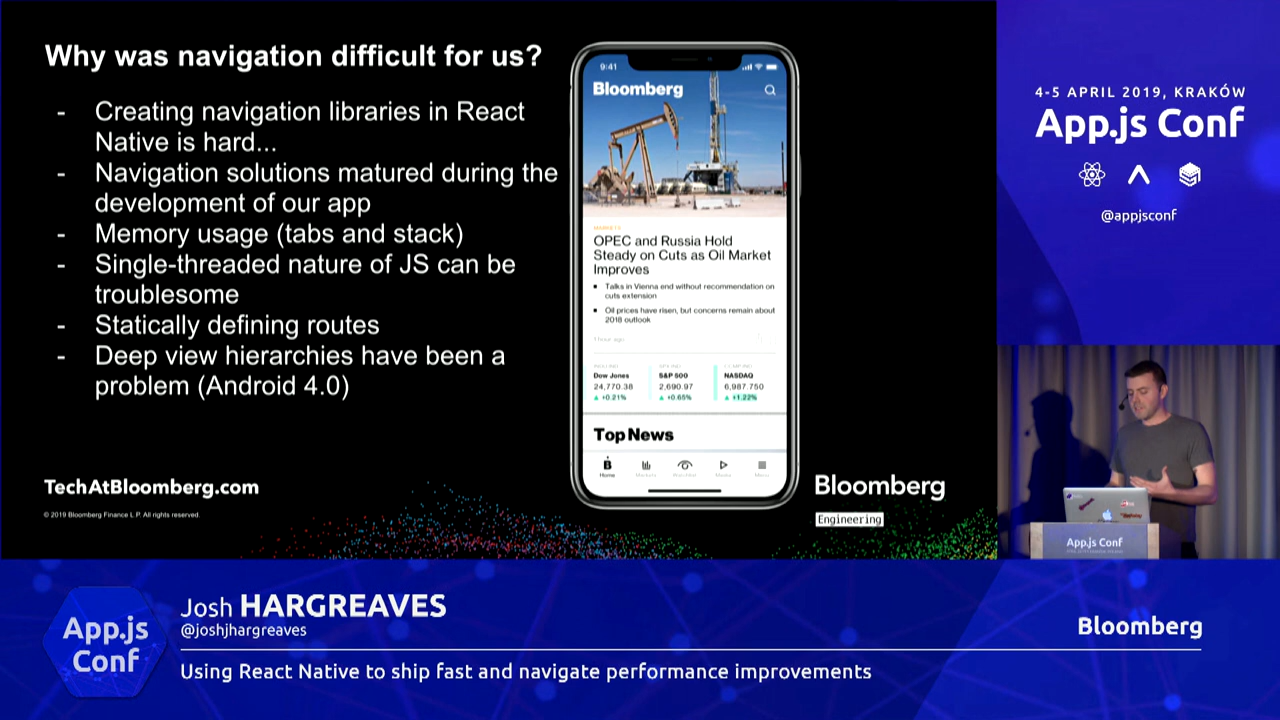 Why was navigation difficult for us?
- Creating navigation libraries in React
Native is hard...
- Navigation solutions matured during the
development of our app
- Memory usage (tabs and stack)
- Single-threaded nature of JS can be
troublesome
- Statically defining routes
- Deep view hierarchies have been a
problem (Android 4.0)
TechAtBloomberg.com
© 2019 Bloomberg Finance L.P. All rights reserved.
9:41
Bloomberg
MARKETS
OPEC and Russia Hold
Steady on Cuts as Oil Market
Improves
Talks in Vienna end without recommendation on
cuts extension
Oil prices have risen, but concerns remain about
2018 outlook
1 hour ago
Dow Jones
24,770.38
+0.21%
S&P 500
2,690.97
+0.65%
NASDAQ
6,987.750
+1.22%
Top News
Home
Bloomberg
Engineering
4-5 APRIL 2019, KRAKÓW
App.js Conf
@appjsconf
App.js Conf
App.js
Conf
Josh HARGREAVES
@joshjhargreaves
Bloomberg
Using React Native to ship fast and navigate performance improvements